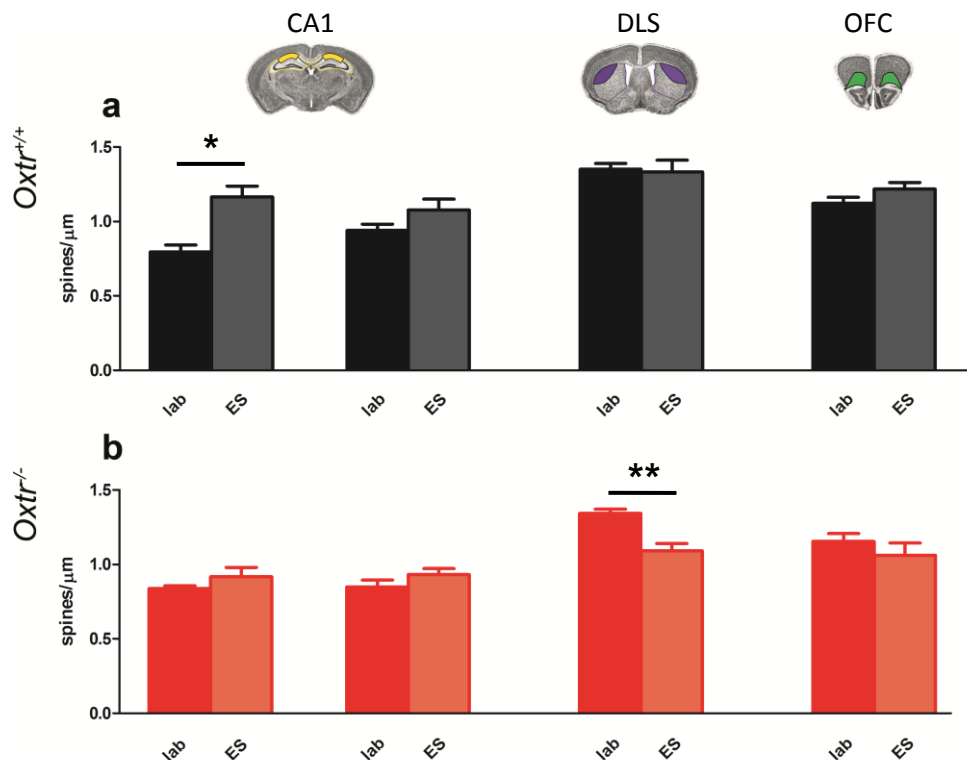 CA1 DLS OFC
a
Oxtr+/+
*
1.5
1.0
0.5
0.0
spines/μm
lab ES lab ES lab ES lab ES
b
Oxtr-/-
**
1.5
1.0
0.5
0.0
spines/μm
lab ES lab ES lab ES lab ES